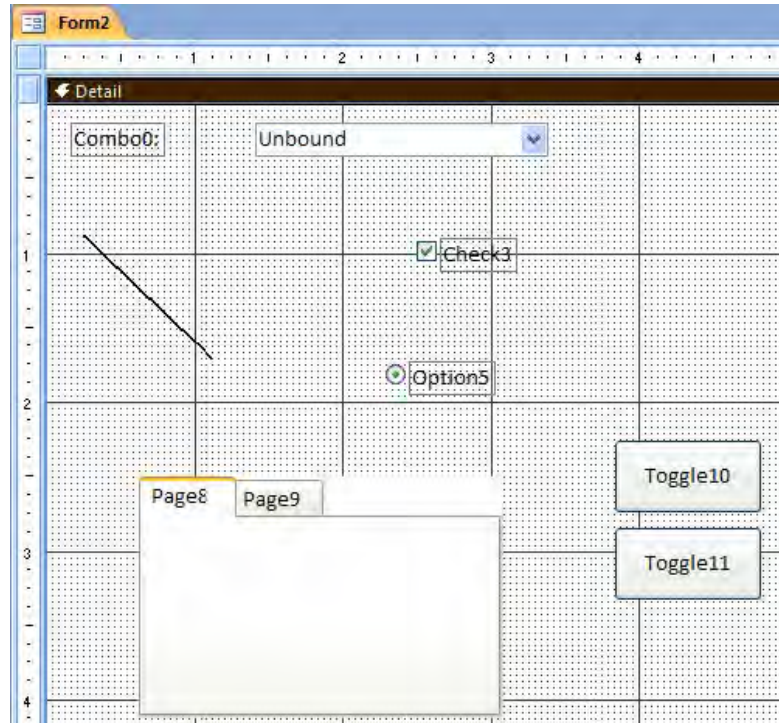 Form2
1 2 3 4
Detail
Combo0: Unbound
1
Check3
Option5
2
Toggle10
Page8 Page9
3
Toggle11
4